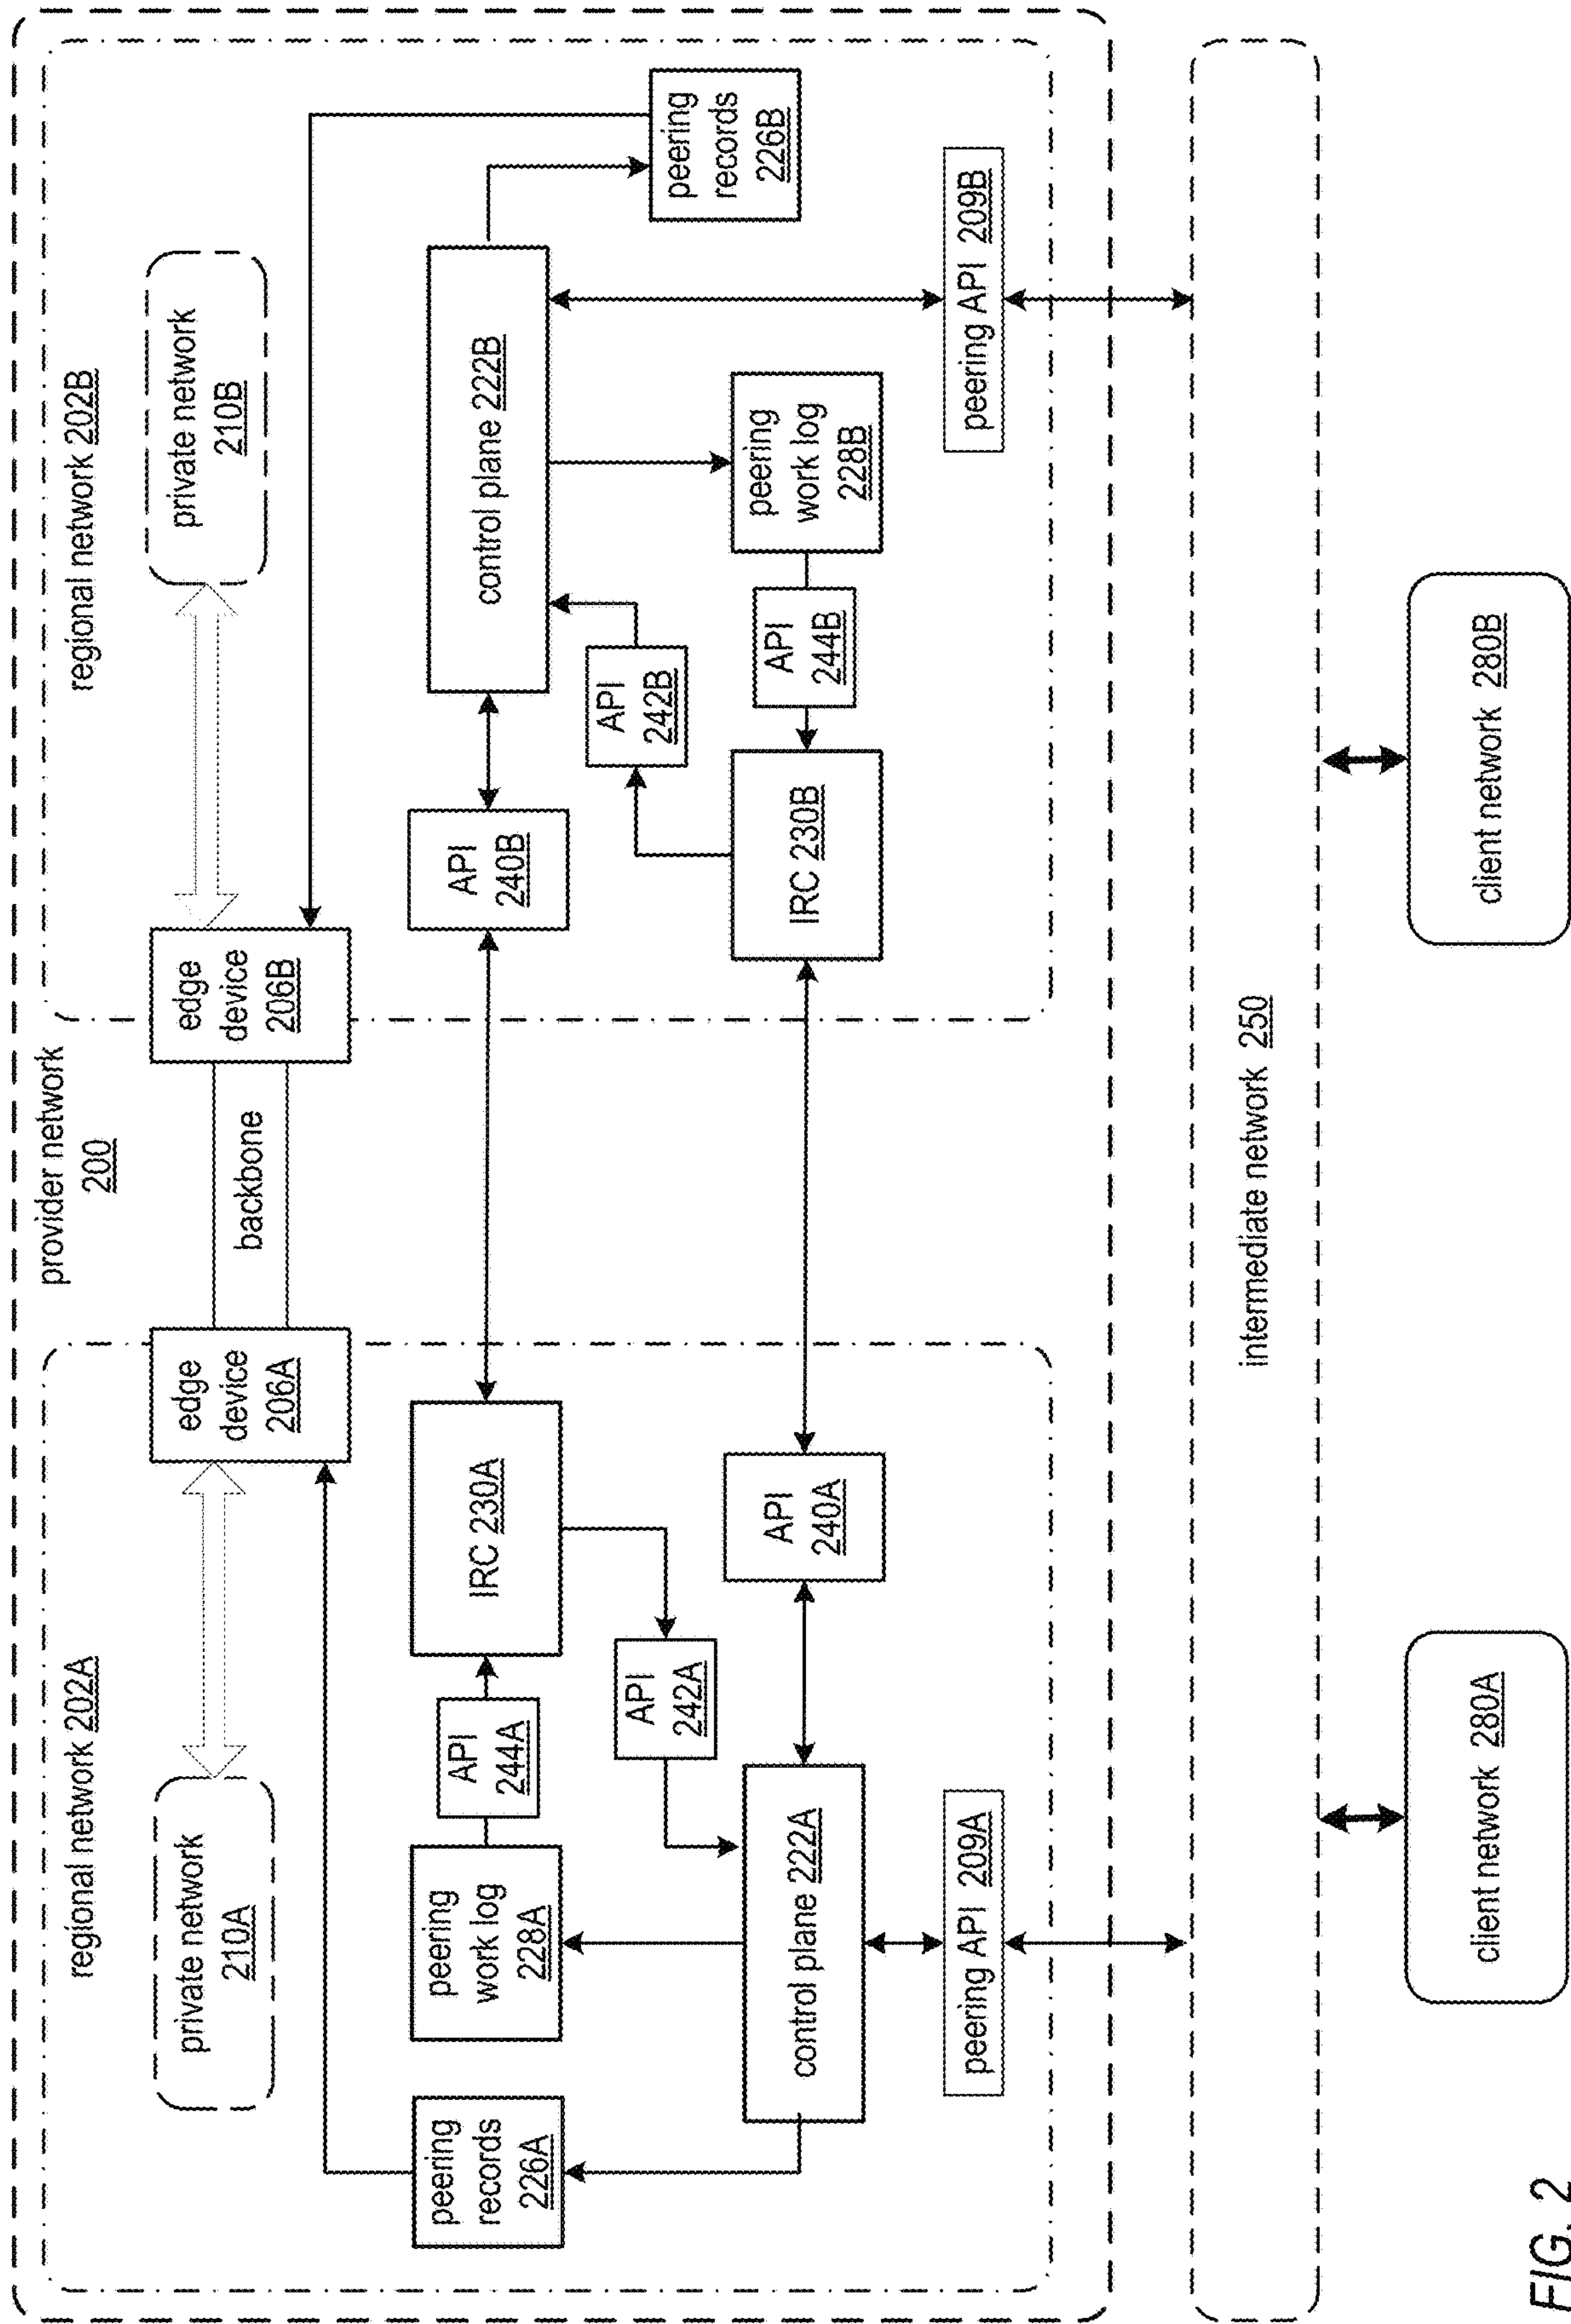 provider network
200
regional network 202A
regional network 202B
private network
210A
edge
device
206A
backbone
edge
device
206B
private network
210B
peering
records
226A
peering
work log
228A
API
244A
IRC 230A
API
242A
control plane 222A
API
240A
peering API 209A
API
240B
control plane 222B
peering
records
226B
API
242B
IRC 230B
API
244B
peering
work log
228B
peering API 209B
intermediate network 250
client network 280A
client network 280B
FIG. 2